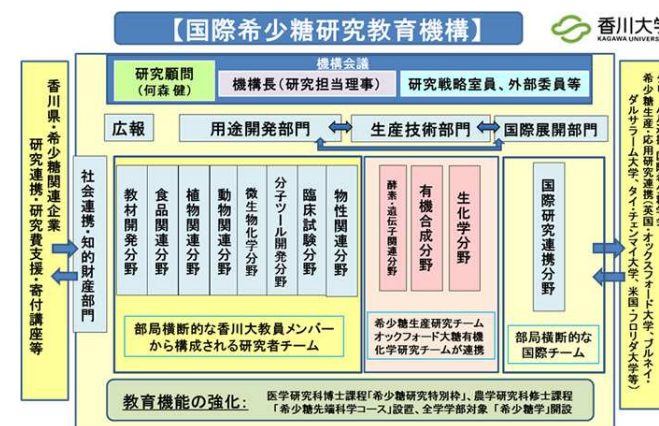 【国際希少糖研究教育機構】
香川大学
KAGAWA UNIVERSITY
機構会議
研究顧問
(何森 健)
機構長(研究担当理事)
研究戦略室員、外部委員等
広報
用途開発部門
生産技術部門
国際展開部門
香川県・希少糖関連企業
研究連携・研究費支援・寄付講座等
社会連携・知的財産部門
教材開発分野
食品関連分野
植物関連分野
動物関連分野
微生物化学分野
分子ツール開発分野
臨床試験分野
物性関連分野
酵素・遺伝子関連分野
有機合成分野
生化学分野
国際研究連携分野
希少糖生産・応用研究連携(英国・オックスフォード大学、ブルネイ・
ダルサラーム大学、タイ・チェンマイ大学、米国・フロリダ大学等)
部局横断的な香川大教員メンバー
から構成される研究者チーム
希少糖生産研究チーム
オックフォード大糖有機
化学研究チームが連携
部局横断的な
国際チーム
教育機能の強化:
医学研究科博士課程「希少糖研究特別枠」、農学研究科修士課程
「希少糖先端科学コース」設置、全学学部対象 「希少糖学」開設